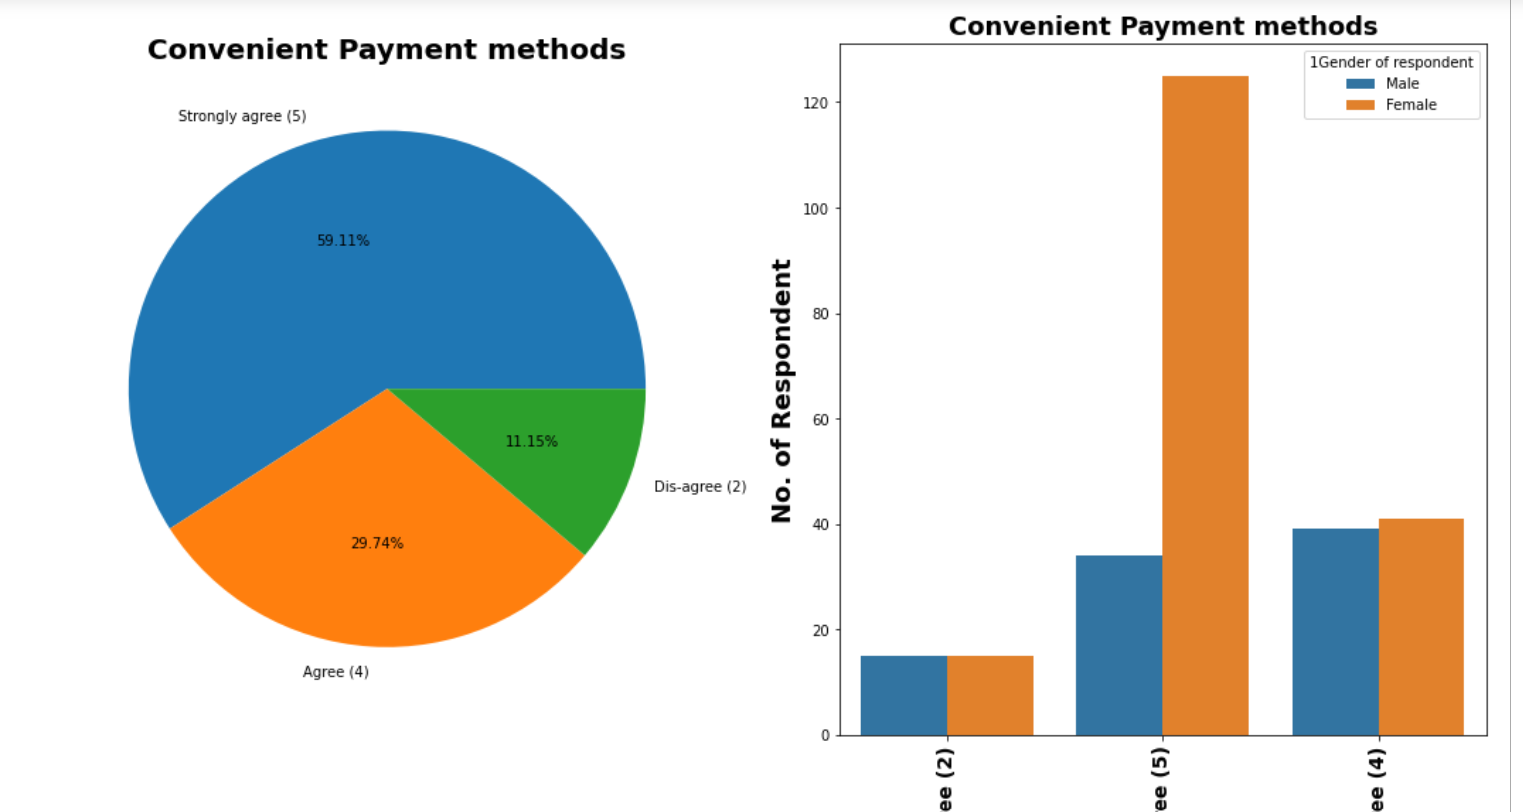 Convenient Payment methods
Strongly agree (5)
59.11%
11.15%
Dis-agree (2)
29.74%
Agree (4)
Convenient Payment methods
1Gender of respondent
Male
Female
No. of Respondent
120
100
80
60
40
20
0
ee (2)
ee (5)
ee (4)